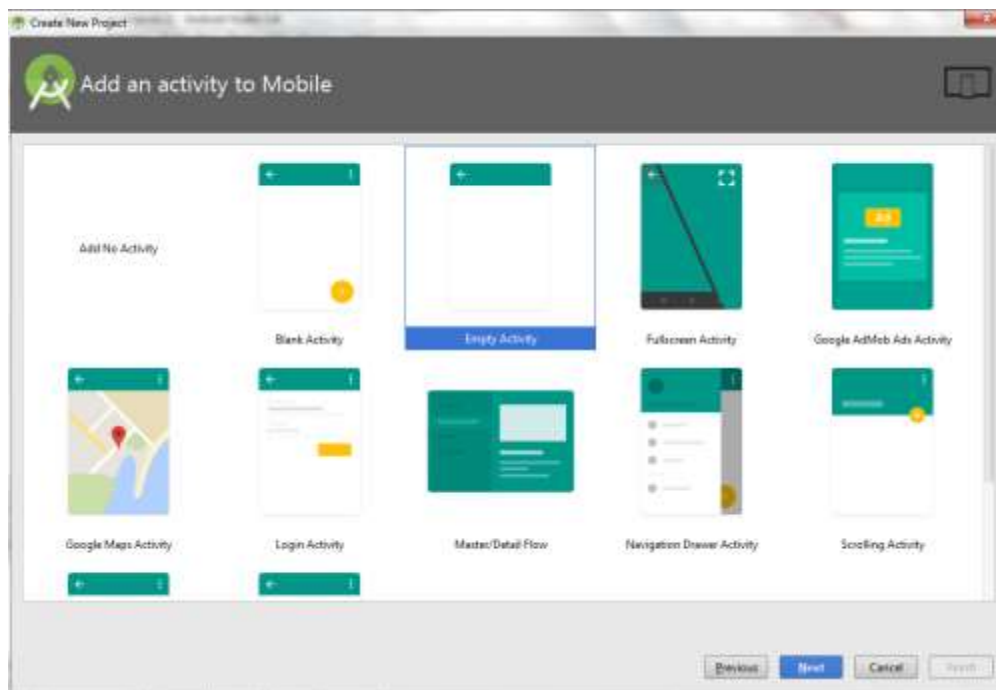 Create New Project
Add an activity to Mobile
Add No Activity
Blank Activity
Empty Activity
Fullscreen Activity
Ad
Google AdMob Ads Activity
Google Maps Activity
Login Activity
Master/Detail Flow
Navigation Drawer Activity
Scrolling Activity
Previous
Next
Cancel
Finish